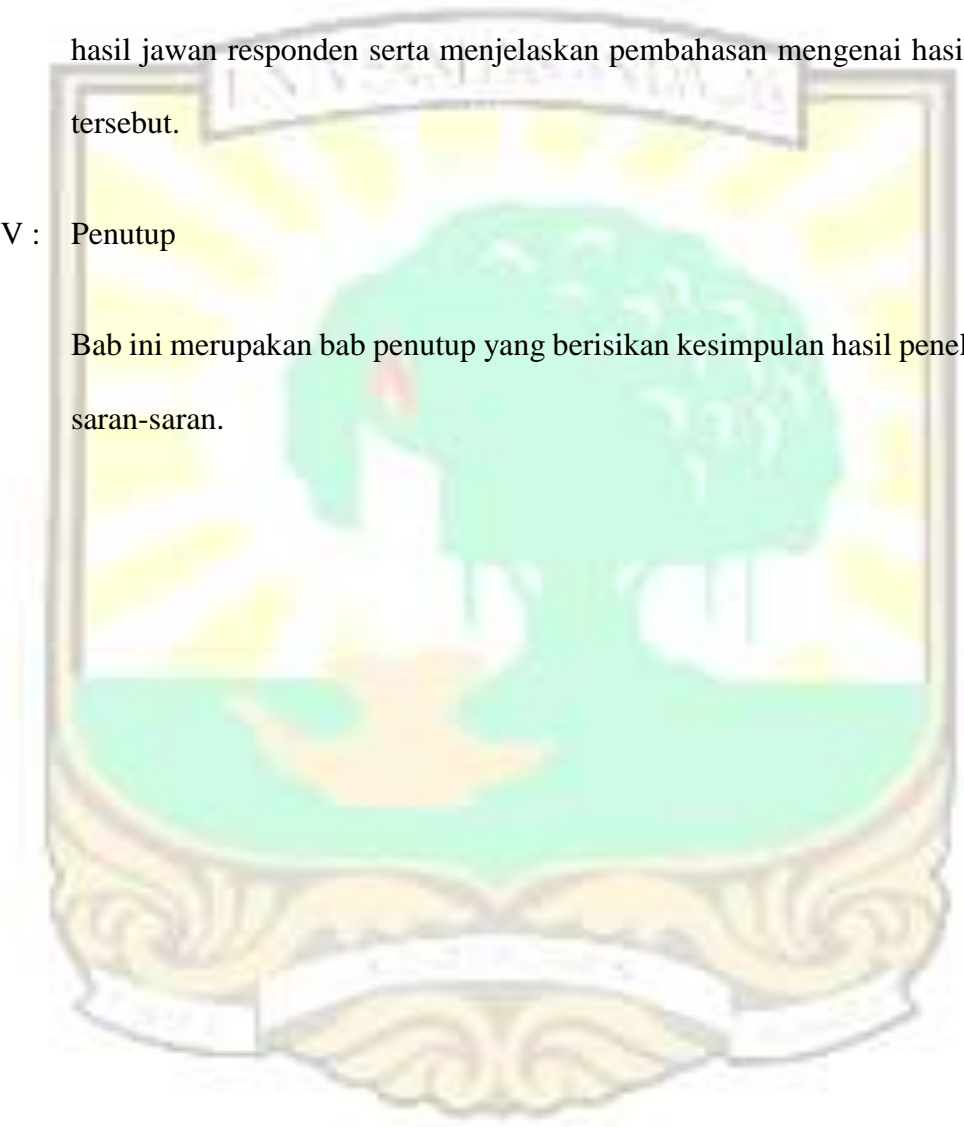 hasil jawan responden serta menjelaskan pembahasan mengenai hasi
tersebut.
V : Penutup
Bab ini merupakan bab penutup yang berisikan kesimpulan hasil pene
saran-saran.